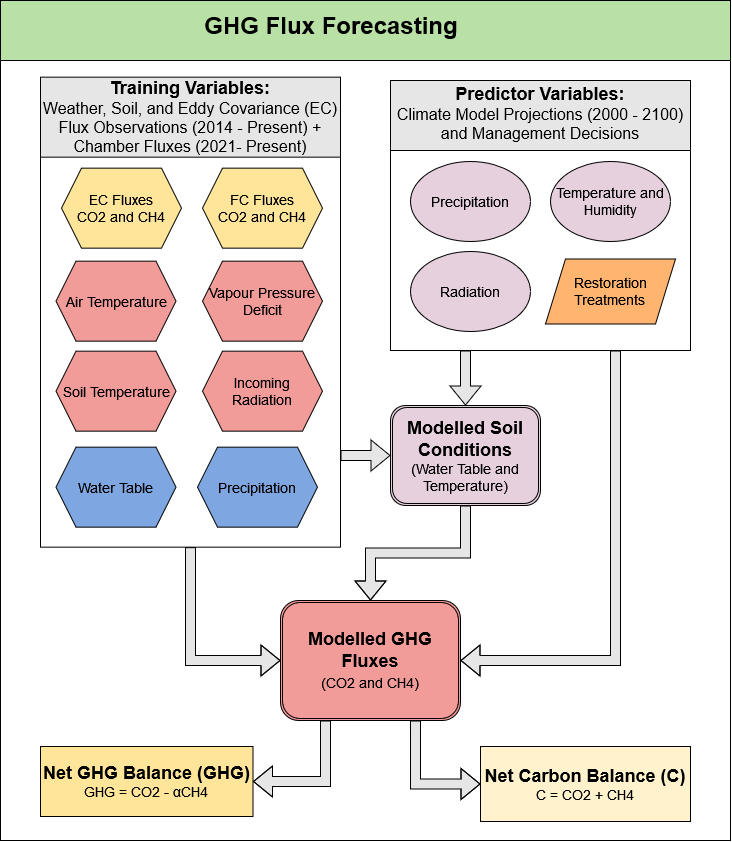 GHG Flux Forecasting
Training Variables:
Weather, Soil, and Eddy Covariance (EC)
Flux Observations (2014 - Present) +
Chamber Fluxes (2021- Present)
EC Fluxes
CO2 and CH4
FC Fluxes
CO2 and CH4
Air Temperature
Vapour Pressure
Deficit
Soil Temperature
Incoming
Radiation
Water Table
Precipitation
Predictor Variables:
Climate Model Projections (2000 - 2100)
and Management Decisions
Precipitation
Temperature and
Humidity
Radiation
Restoration
Treatments
Modelled Soil
Conditions
(Water Table and
Temperature)
Modelled GHG
Fluxes
(CO2 and CH4)
Net GHG Balance (GHG)
GHG = CO2 - αCH4
Net Carbon Balance (C)
C = CO2 + CH4